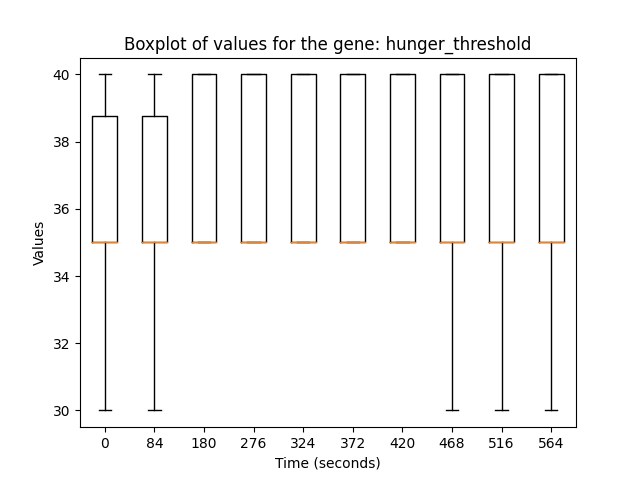 Boxplot of values for the gene: hunger_threshold
40
38
36
34
32
30
Values
0 84 180 276 324 372 420 468 516 564
Time (seconds)